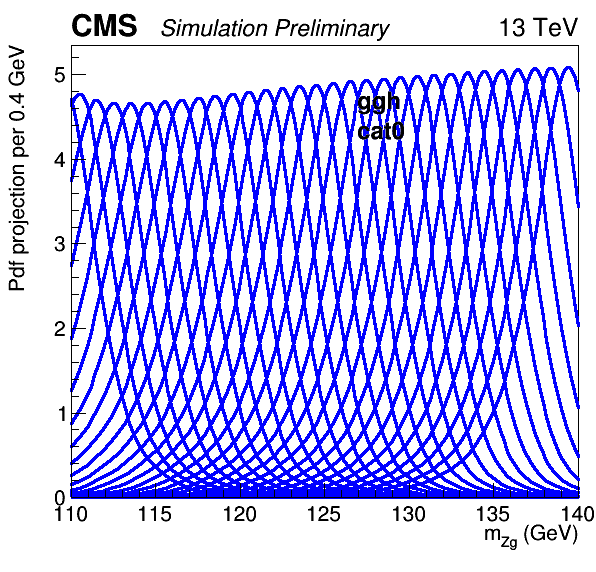 CMS Simulation Preliminary 13 TeV
Pdf projection per 0.4 GeV
5
ggh
cat0
4
3
2
1
0
110 115 120 125 130 135 140
mZg (GeV)